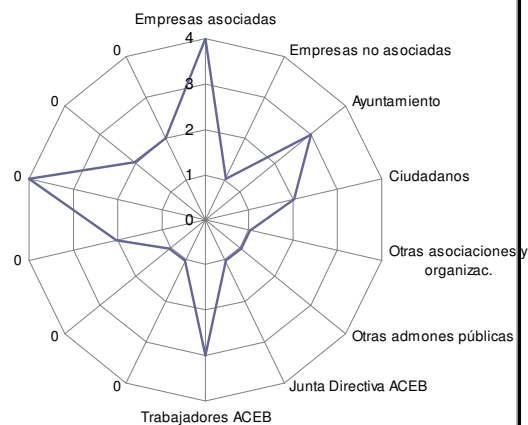 Empresas asociadas
4
0
Empresas no asociadas
3
0
Ayuntamiento
2
1
0
Ciudadanos
0
0
Otras asociaciones y
organizac.
0
Otras admones públicas
0
Junta Directiva ACEB
Trabajadores ACEB